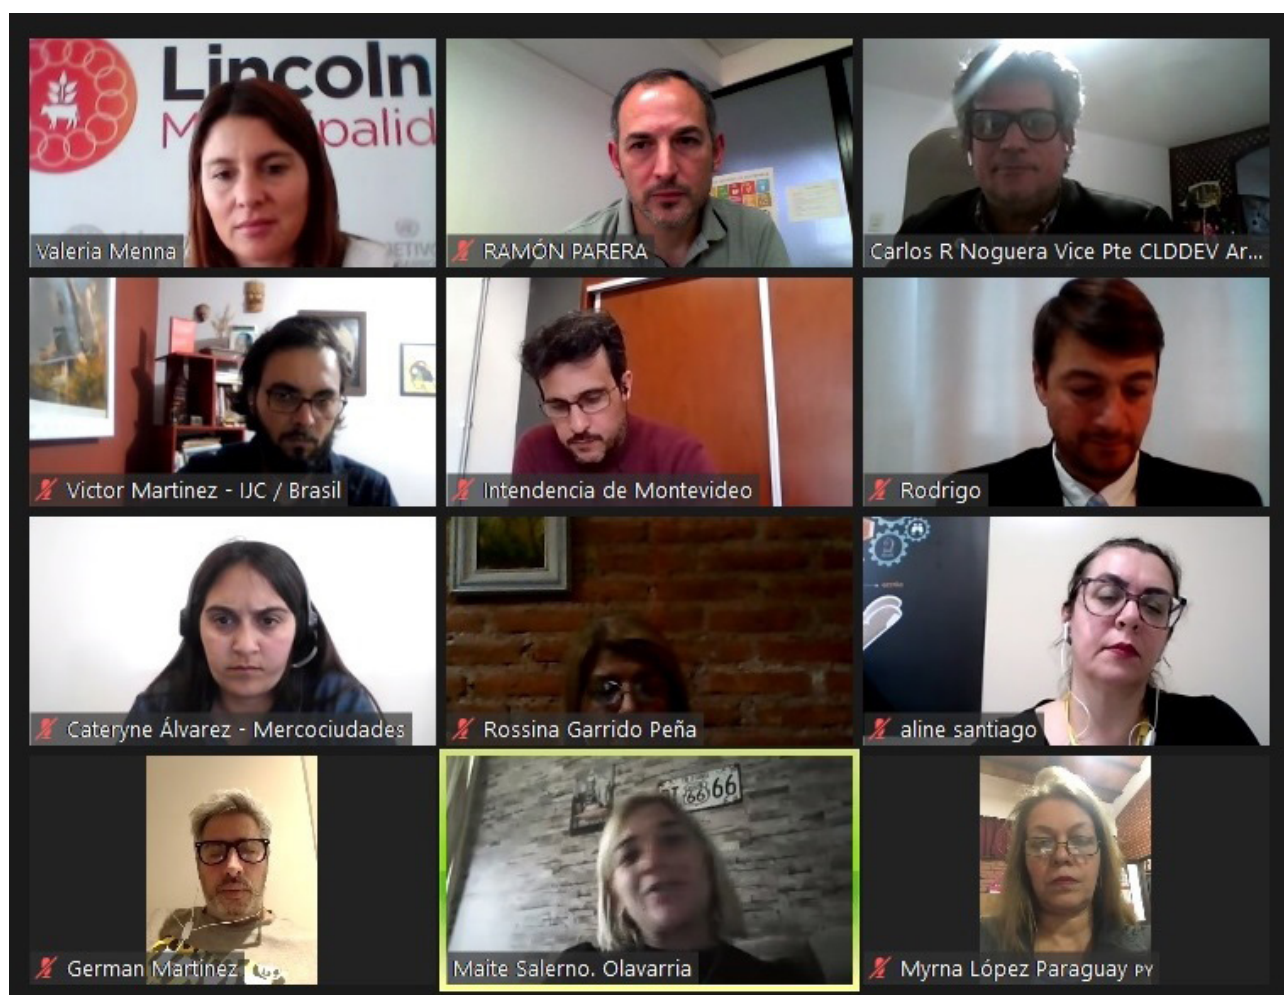 Lincoln
Valeria Menna
RAMÓN PARERA
Carlos R Noguera Vice Pte CLDDEV Ar...
Victor Martinez - IJC / Brasil
Intendencia de Montevideo
Rodrigo
Cateryne Álvarez - Mercociudades
Rossina Garrido Peña
aline santiago
66
German Martinez
Maite Salerno. Olavarria
Myrna López Paraguay PY